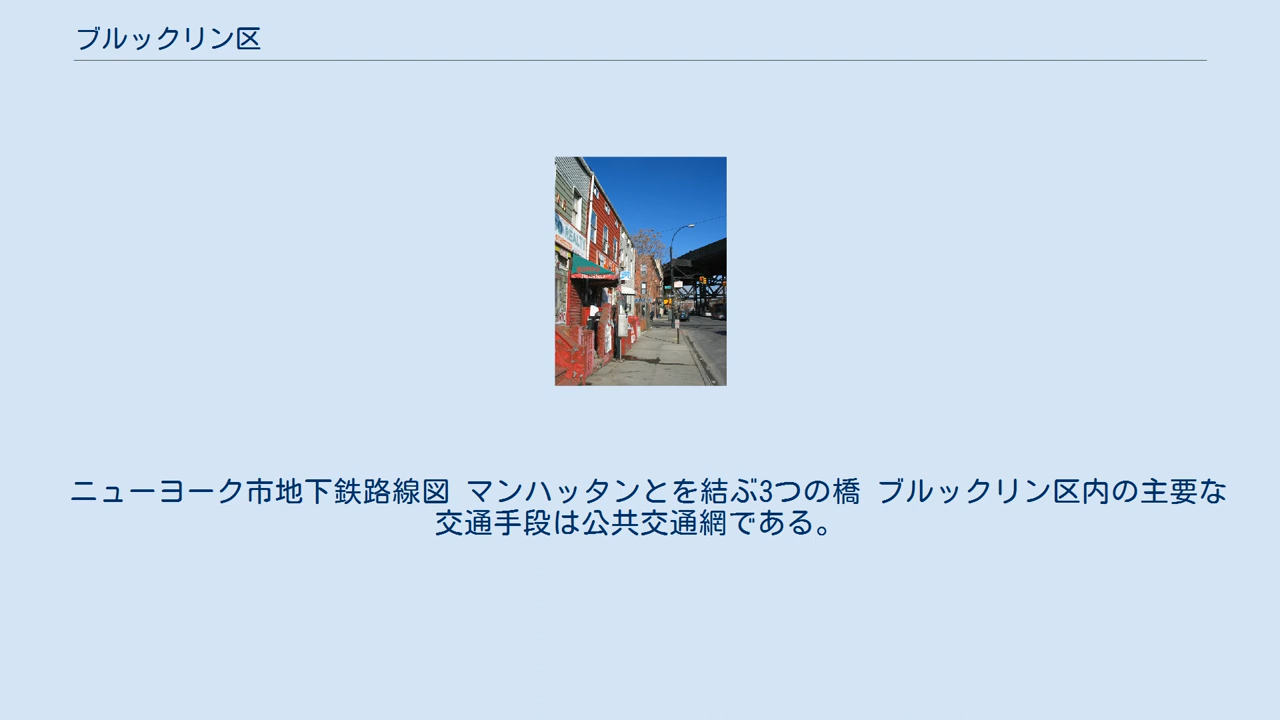 ブルックリン区
REALTY
ニューヨーク市地下鉄路線図 マンハッタンとを結ぶ3つの橋 ブルックリン区内の主要な
交通手段は公共交通網である。